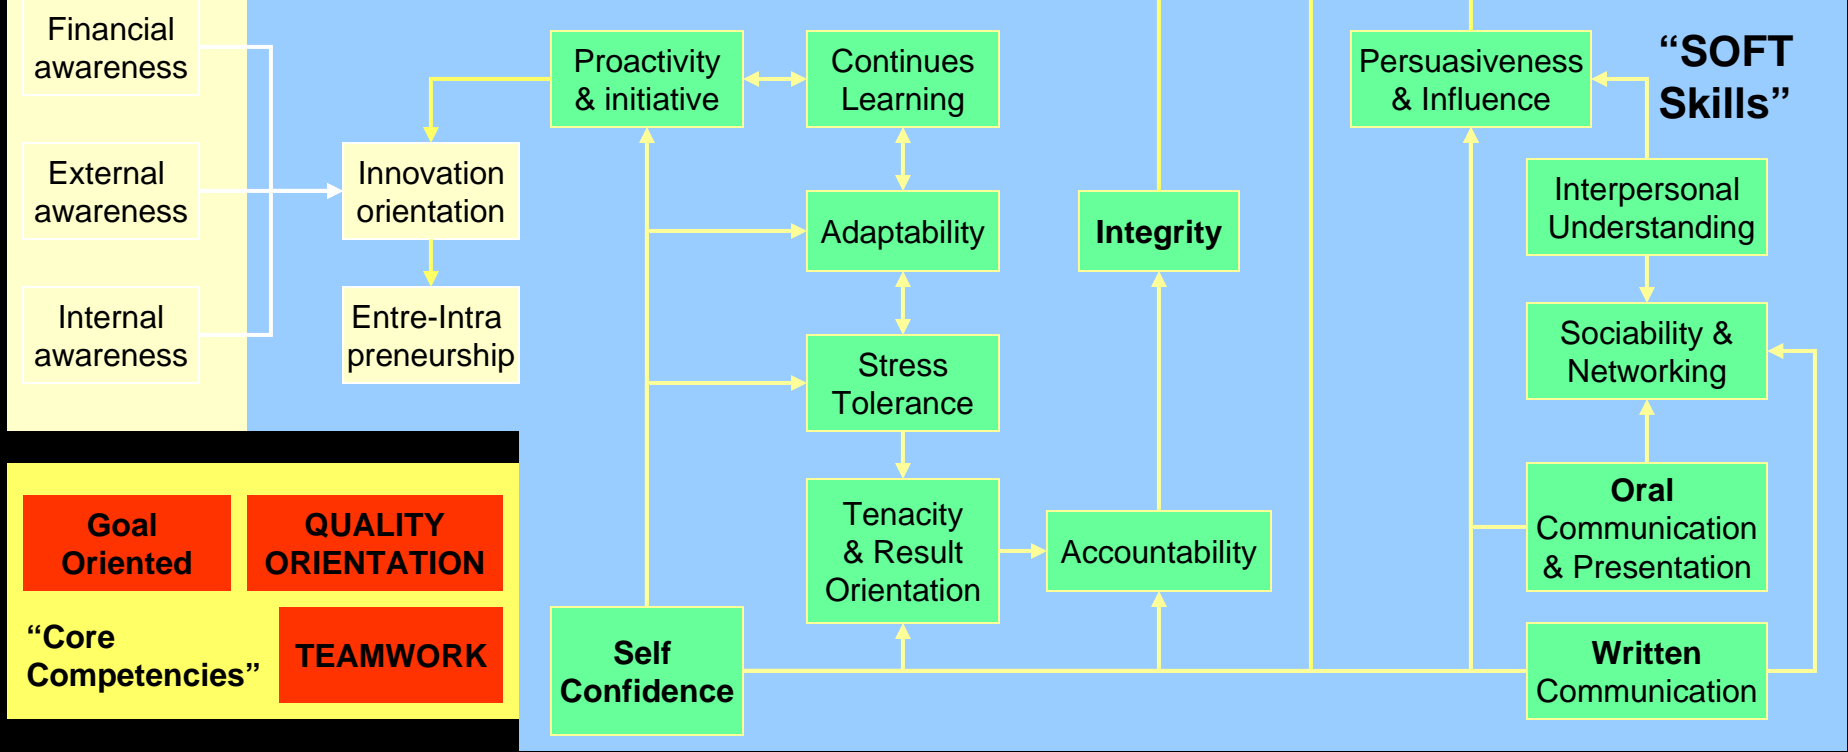 Financial
awareness
External
awareness
Internal
awareness
Innovation
orientation
Entre-Intra
preneurship
Proactivity
& initiative
Continues
Learning
Adaptability
Stress
Tolerance
Tenacity
& Result
Orientation
Accountability
Integrity
Self
Confidence
Persuasiveness
& Influence
“SOFT
Skills”
Interpersonal
Understanding
Sociability &
Networking
Oral
Communication
& Presentation
Written
Communication
Goal
Oriented
QUALITY
ORIENTATION
“Core
Competencies”
TEAMWORK